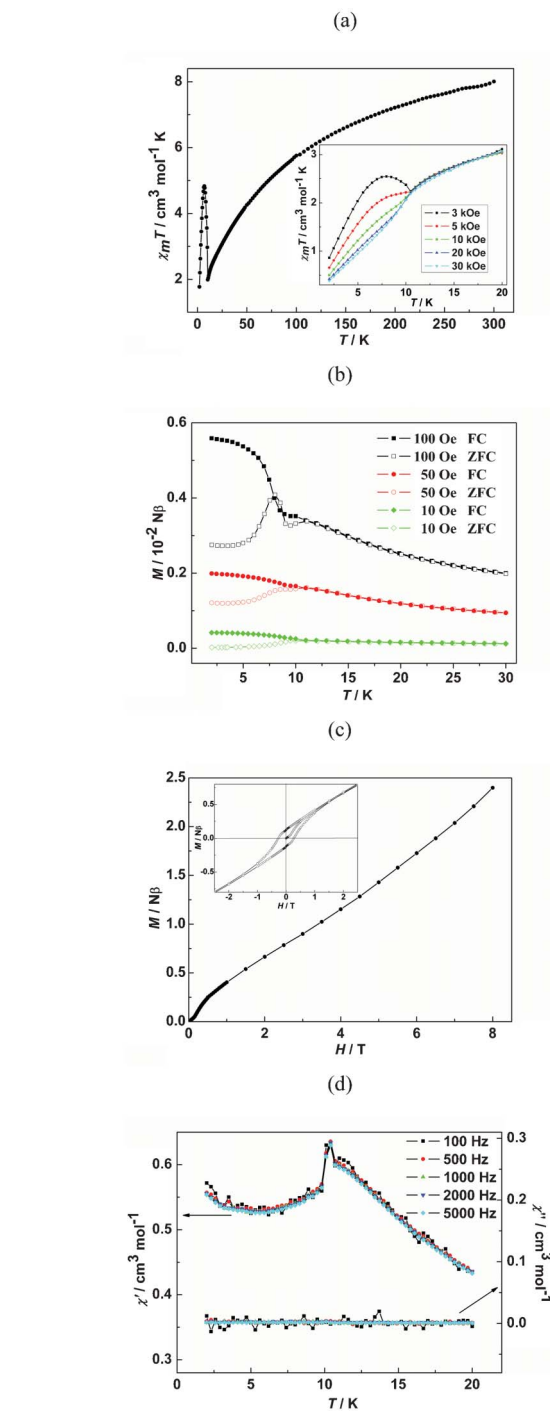 (a)
8
6
4
2
χmT / cm³ mol⁻¹ K
0 50 100 150 200 250 300
T / K
3
2
1
χmT / cm³ mol⁻¹ K
5 10 15 20
T / K
3 kOe
5 kOe
10 kOe
20 kOe
30 kOe
(b)
0.6
0.4
0.2
0.0
M / 10⁻² Nβ
0 5 10 15 20 25 30
T / K
100 Oe FC
100 Oe ZFC
50 Oe FC
50 Oe ZFC
10 Oe FC
10 Oe ZFC
(c)
2.5
2.0
1.5
1.0
0.5
0.0
M / Nβ
0 2 4 6 8
H / T
0.5
0.0
-0.5
M / Nβ
-2 -1 0 1 2
H / T
(d)
0.6
0.5
0.4
0.3
χ' / cm³ mol⁻¹
0 5 10 15 20
T / K
0.3
0.2
0.1
0.0
χ'' / cm³ mol⁻¹
100 Hz
500 Hz
1000 Hz
2000 Hz
5000 Hz